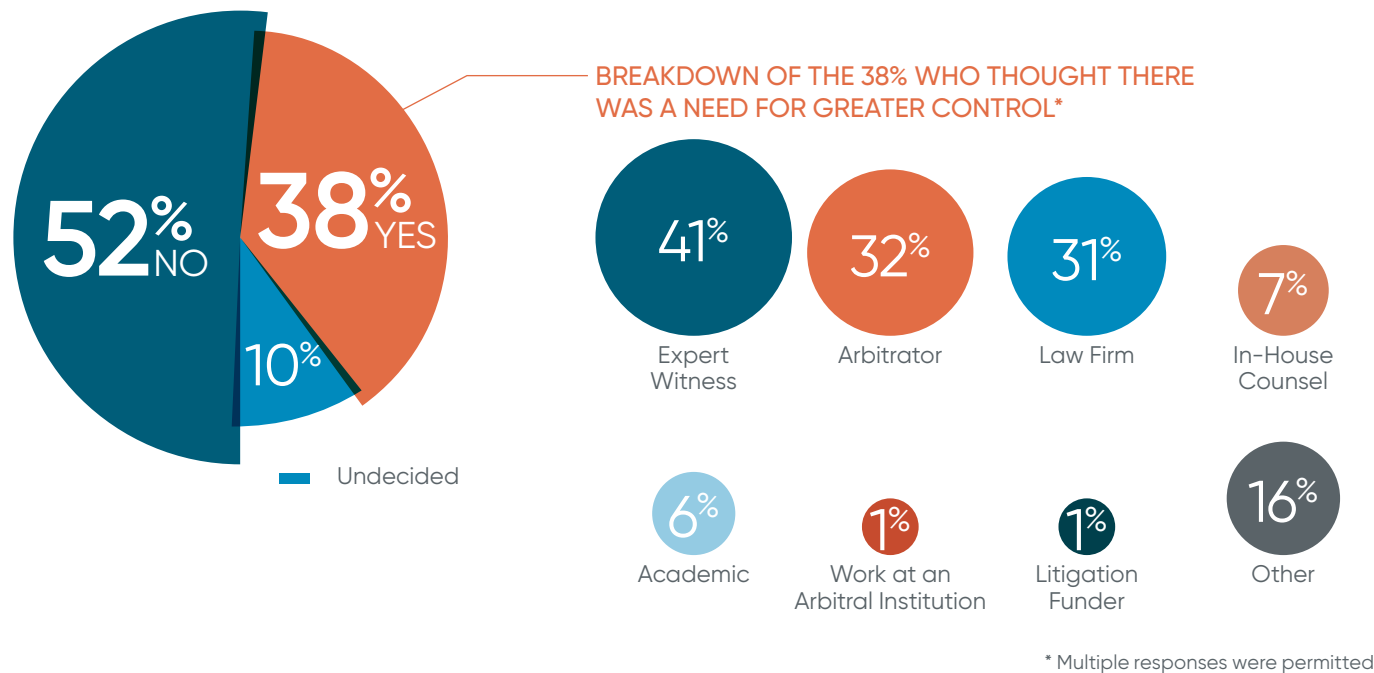 52% NO
38% YES
10%
Undecided
BREAKDOWN OF THE 38% WHO THOUGHT THERE
WAS A NEED FOR GREATER CONTROL*
41%
32%
31%
7%
Expert
Witness
Arbitrator
Law Firm
In-House
Counsel
6%
1%
1%
16%
Academic
Work at an
Arbitral Institution
Litigation
Funder
Other
* Multiple responses were permitted